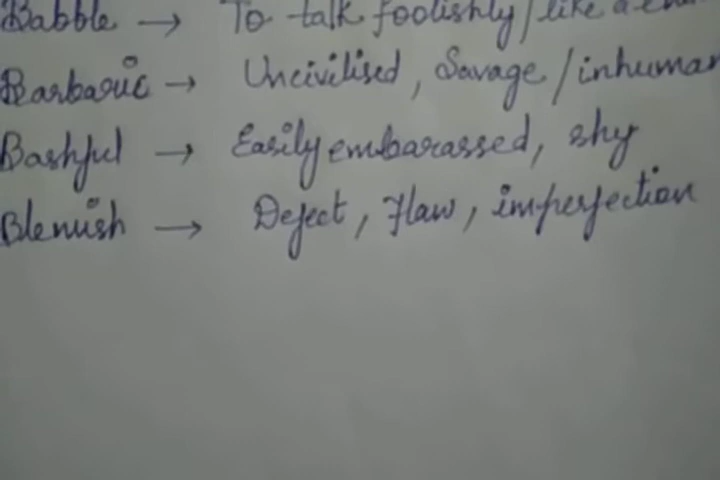 Babble → To talk foolishly / like a
Barbaric → Uncivilised, Savage / inhuman
Bashful → Easily embarassed, shy
Blemish → Defect, Flaw, imperfection